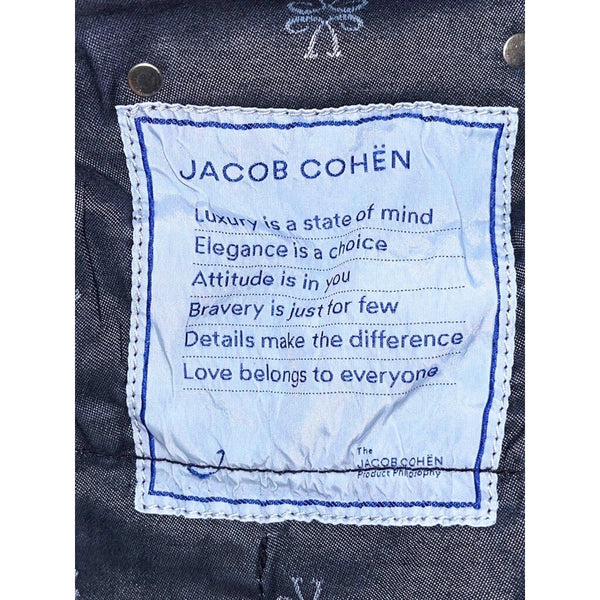 JACOB COHËN
Luxury is a state of mind
Elegance is a choice
Attitude is in you
Bravery is just for few
Details make the difference
Love belongs to everyone
J
The
JACOB COHËN
Product Philosophy